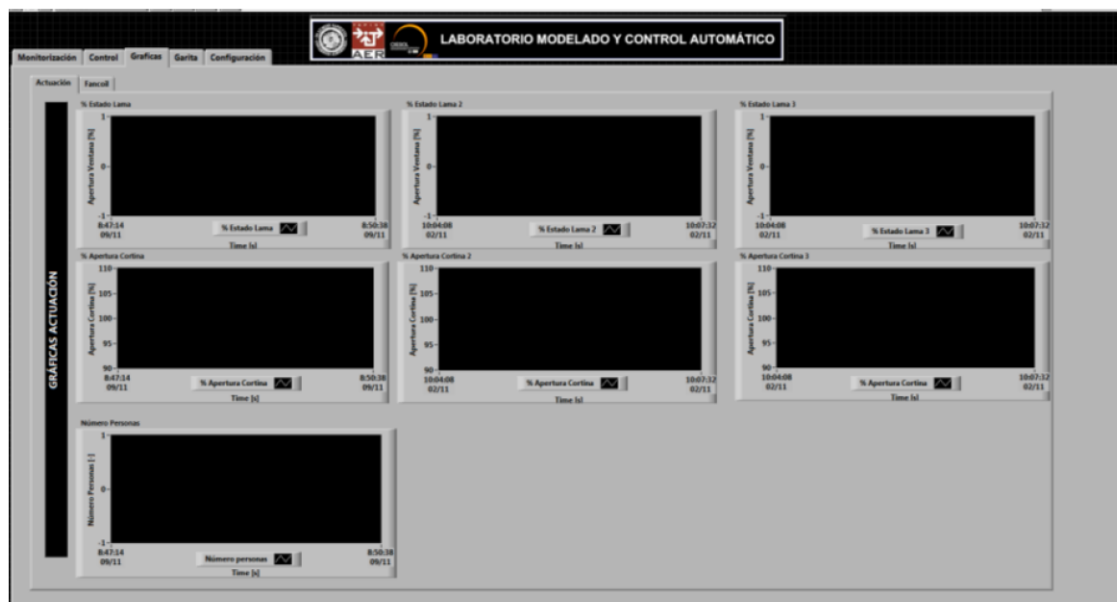 AER
LABORATORIO MODELADO Y CONTROL AUTOMÁTICO
Monitorización Control Graficas Garita Configuración
Actuación Fancoil
GRÁFICAS ACTUACIÓN
% Estado Lama
Apertura Ventana [%]
1
0
-1
8:47:14
09/11
8:50:38
09/11
% Estado Lama
Time [s]
% Estado Lama 2
Apertura Ventana [%]
1
0
-1
10:04:08
02/11
10:07:32
02/11
% Estado Lama 2
Time [s]
% Estado Lama 3
Apertura Ventana [%]
1
0
-1
10:04:08
02/11
10:07:32
02/11
% Estado Lama 3
Time [s]
% Apertura Cortina
Apertura Cortina [%]
110
105
100
95
90
8:47:14
09/11
8:50:38
09/11
% Apertura Cortina
Time [s]
% Apertura Cortina 2
Apertura Cortina [%]
110
105
100
95
90
10:04:08
02/11
10:07:32
02/11
% Apertura Cortina
Time [s]
% Apertura Cortina 3
Apertura Cortina [%]
110
105
100
95
90
10:04:08
02/11
10:07:32
02/11
% Apertura Cortina
Time [s]
Número Personas
Número Personas [-]
1
0
-1
8:47:14
09/11
8:50:38
09/11
Número personas
Time [s]